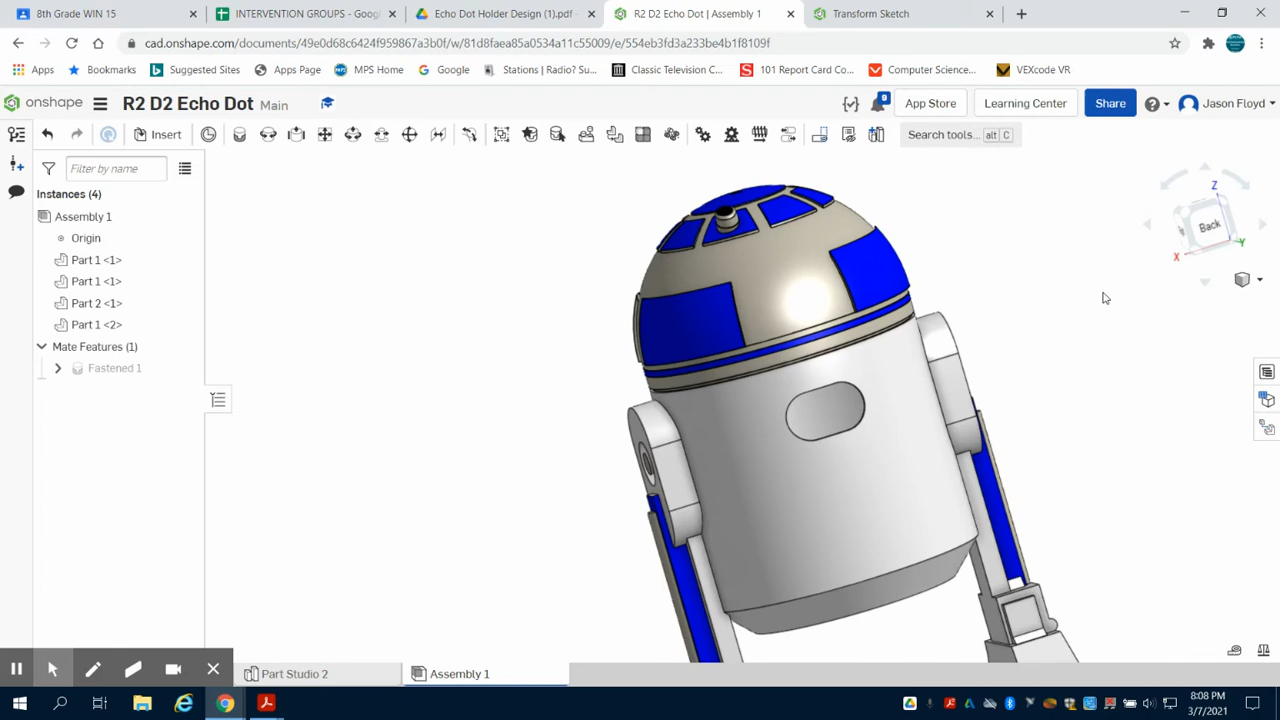 8th Grade WIN 15
INTERVENTION GROUPS - Goog
Echo Dot Holder Design (1).pdf -
R2 D2 Echo Dot | Assembly 1
Transform Sketch
cad.onshape.com/documents/49e0d68c6424f959867a3b0f/w/81d8faea85a0534a11c55009/e/554eb3fd3a233be4b1f8109f
Apps
Bookmarks
Suggested Sites
Apps Page
MPS Home
Google
Stations | Radio? Su...
Classic Television C...
101 Report Card Co...
Computer Science...
VEXcode VR
onshape
R2 D2 Echo Dot Main
App Store
Learning Center
Share
Jason Floyd
Insert
Search tools... alt C
Filter by name
Instances (4)
Assembly 1
Origin
Part 1 <1>
Part 1 <1>
Part 2 <1>
Part 1 <2>
Mate Features (1)
Fastened 1
Z
Back
X
Y
Part Studio 2
Assembly 1
8:08 PM
3/7/2021